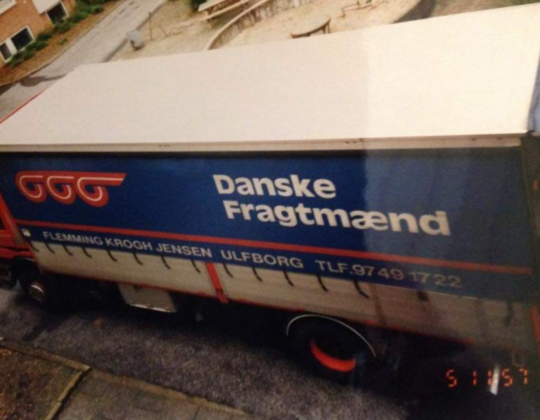 Danske
Fragtmænd
FLEMMING KROGH JENSEN ULFBORG TLF. 97 49 17 22
5 11:57